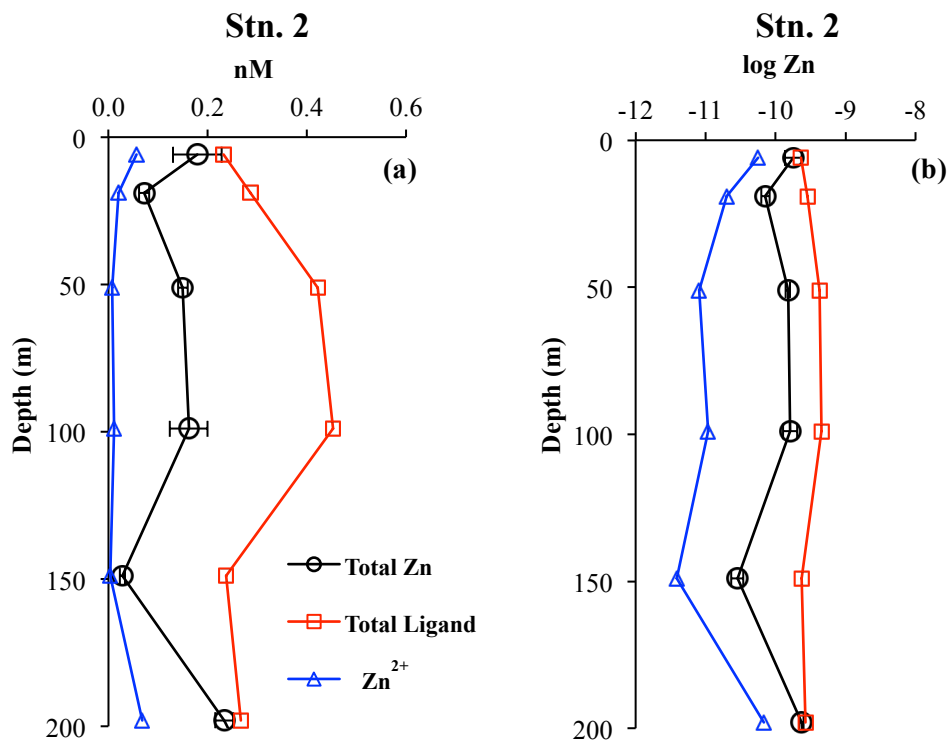 Stn. 2
nM
0.0 0.2 0.4 0.6
0
50
100
150
200
Depth (m)
(a)
Total Zn
Total Ligand
Zn2+
Stn. 2
log Zn
-12 -11 -10 -9 -8
0
50
100
150
200
Depth (m)
(b)